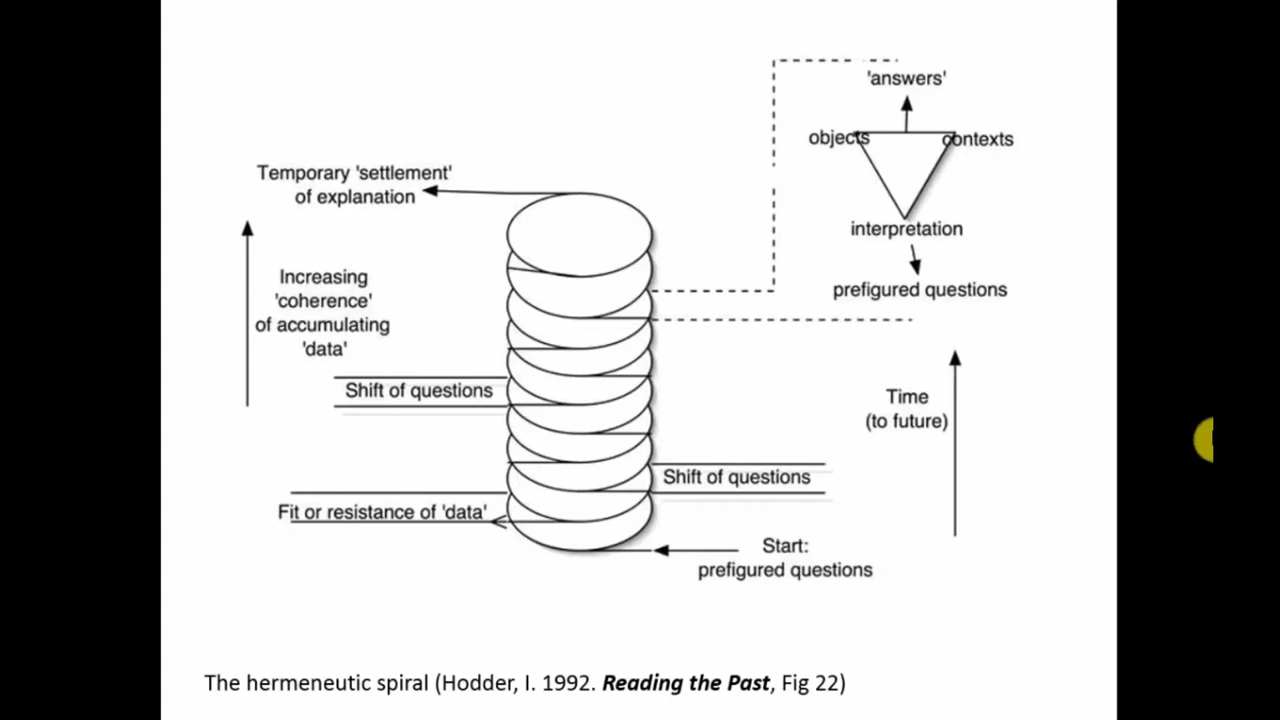 'answers'
objects
contexts
Temporary 'settlement'
of explanation
interpretation
Increasing
'coherence'
of accumulating
'data'
prefigured questions
Shift of questions
Time
(to future)
Shift of questions
Fit or resistance of 'data'
Start:
prefigured questions
The hermeneutic spiral (Hodder, I. 1992. Reading the Past, Fig 22)